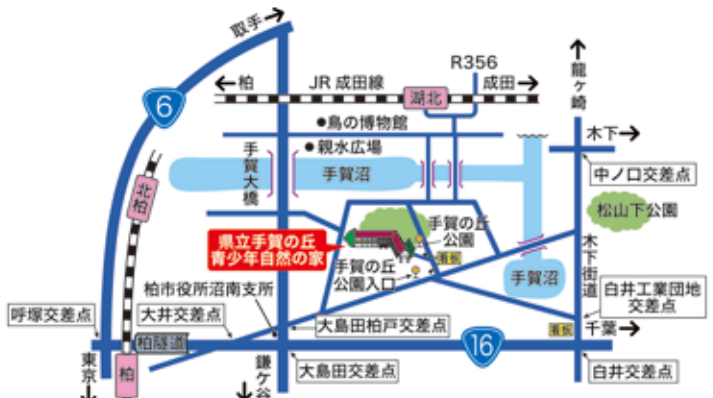 取手
R356
柏
JR 成田線
成田
湖北
龍ヶ崎
6
鳥の博物館
木下
親水広場
手賀大橋
手賀沼
中ノ口交差点
北柏
松山下公園
手賀の丘
公園
県立手賀の丘
青少年自然の家
看板
手賀の丘
公園入口
手賀沼
木下街道
柏市役所沼南支所
白井工業団地
交差点
呼塚交差点
大井交差点
大島田柏戸交差点
看板
千葉
柏隧道
16
東京
柏
鎌ケ谷
大島田交差点
白井交差点